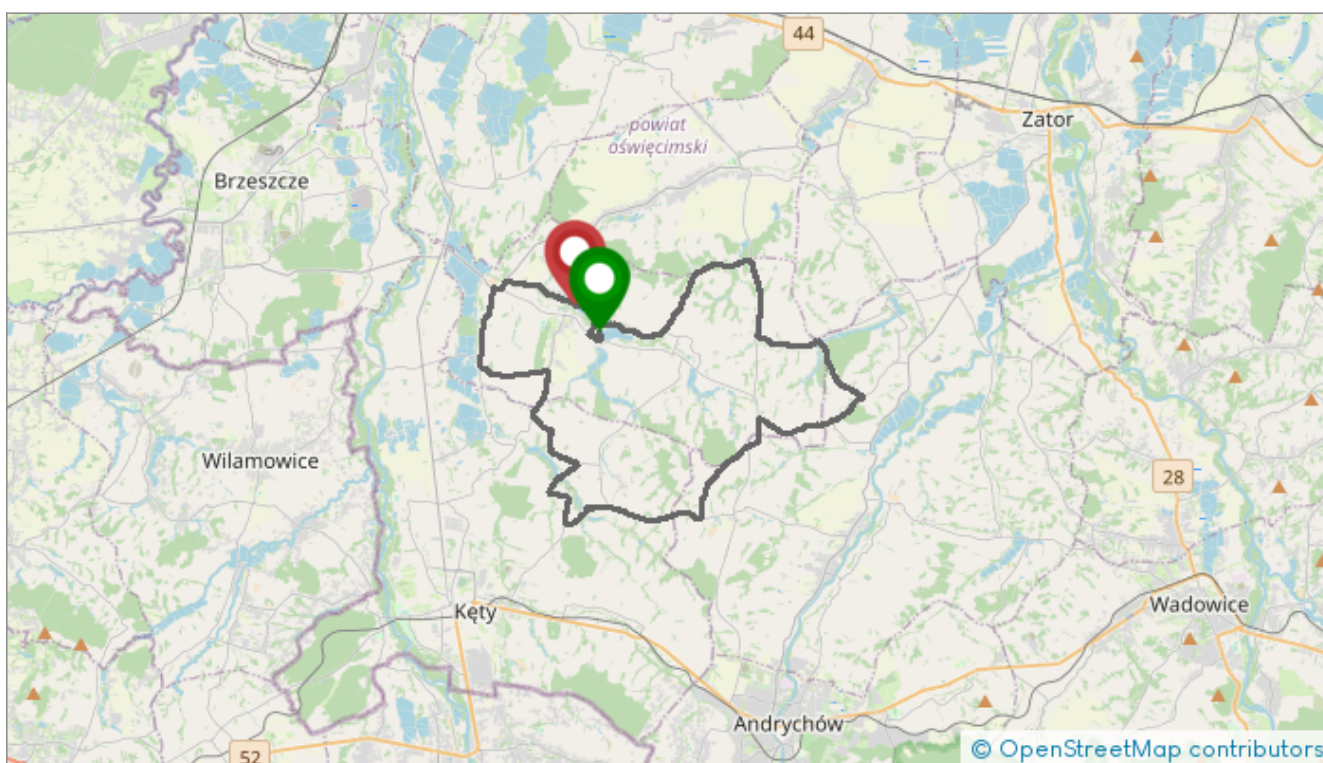 44
Zator
powiat
oświęcimski
Brzeszcze
Wilamowice
28
Kęty
Wadowice
Andrychów
52
© OpenStreetMap contributors